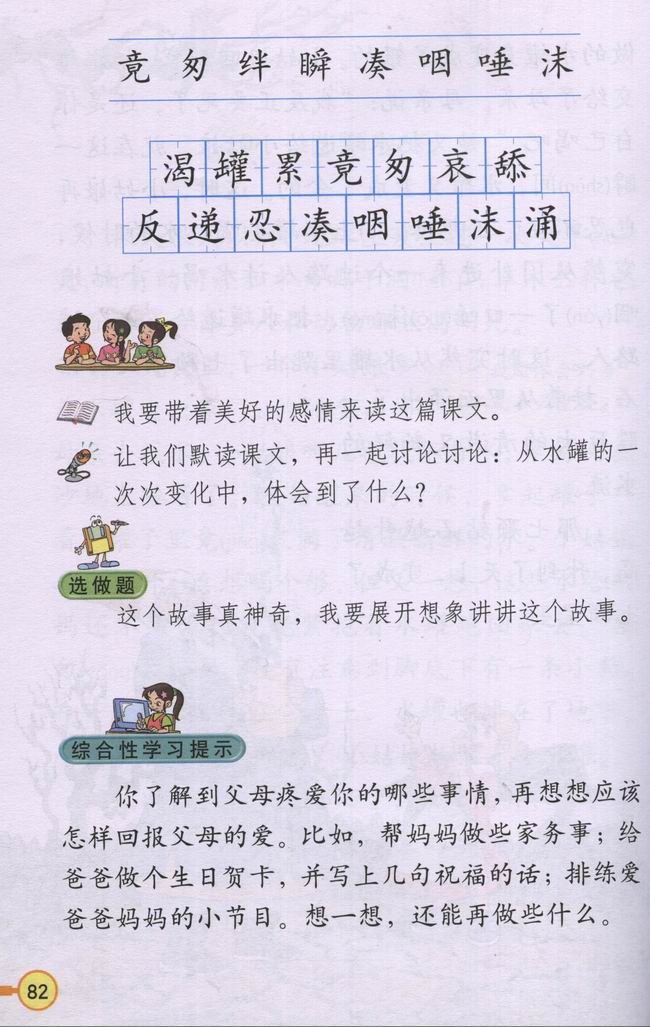 竟匆绊瞬凑咽唾沫
渴罐累竟匆哀舔
反递忍凑咽唾沫涌
我要带着美好的感情来读这篇课文。
让我们默读课文，再一起讨论讨论：从水罐的一
次次变化中，体会到了什么？
选做题
这个故事真神奇，我要展开想象讲讲这个故事。
综合性学习提示
你了解到父母疼爱你的哪些事情，再想想应该
怎样回报父母的爱。比如，帮妈妈做些家务事；给
爸爸做个生日贺卡，并写上几句祝福的话；排练爱
爸爸妈妈的小节目。想一想，还能再做些什么。
82